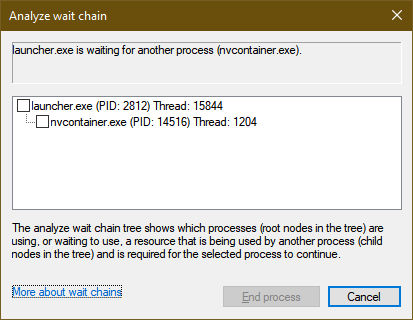 Analyze wait chain
launcher.exe is waiting for another process (nvcontainer.exe).
launcher.exe (PID: 2812) Thread: 15844
nvcontainer.exe (PID: 14516) Thread: 1204
The analyze wait chain tree shows which processes (root nodes in the tree) are
using, or waiting to use, a resource that is being used by another process (child
nodes in the tree) and is required for the selected process to continue.
More about wait chains
End process
Cancel